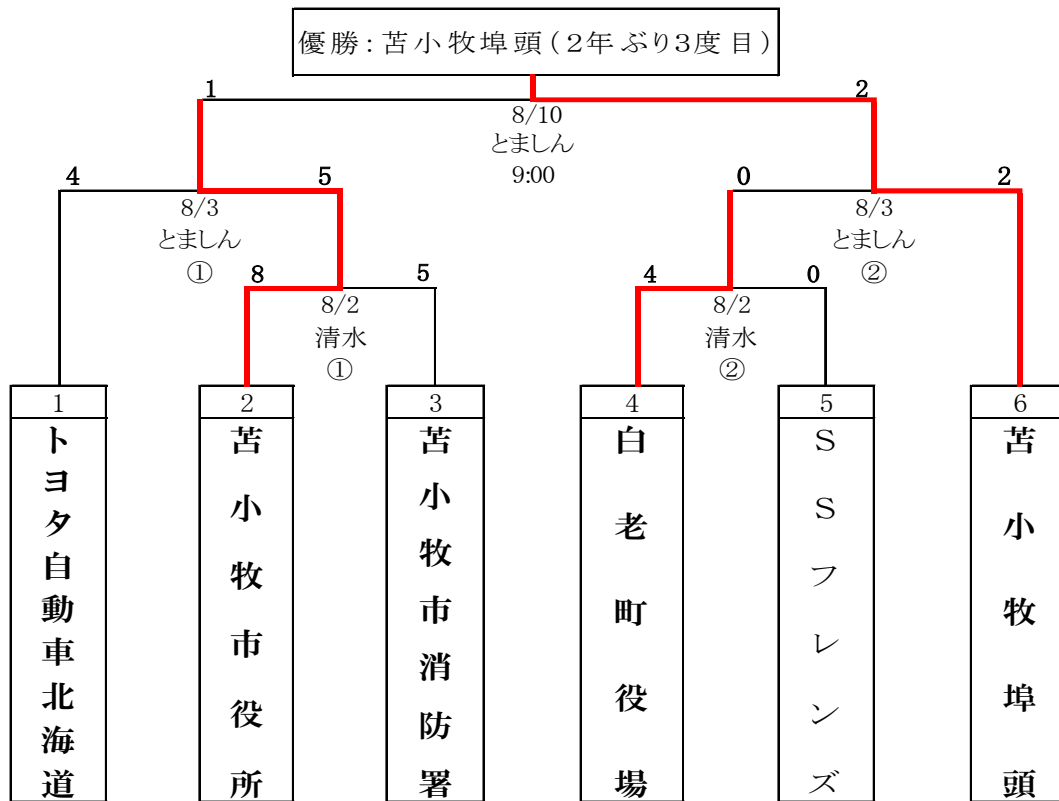 優勝：苫小牧埠頭（２年ぶり３度目）
1
2
8/10
とましん
9:00
4
5
0
2
8/3
とましん
①
8/3
とましん
②
8
5
4
0
8/2
清水
①
8/2
清水
②
1
2
3
4
5
6
トヨタ自動車北海道
苫小牧市役所
苫小牧市消防署
白老町役場
ＳＳフレンズ
苫小牧埠頭